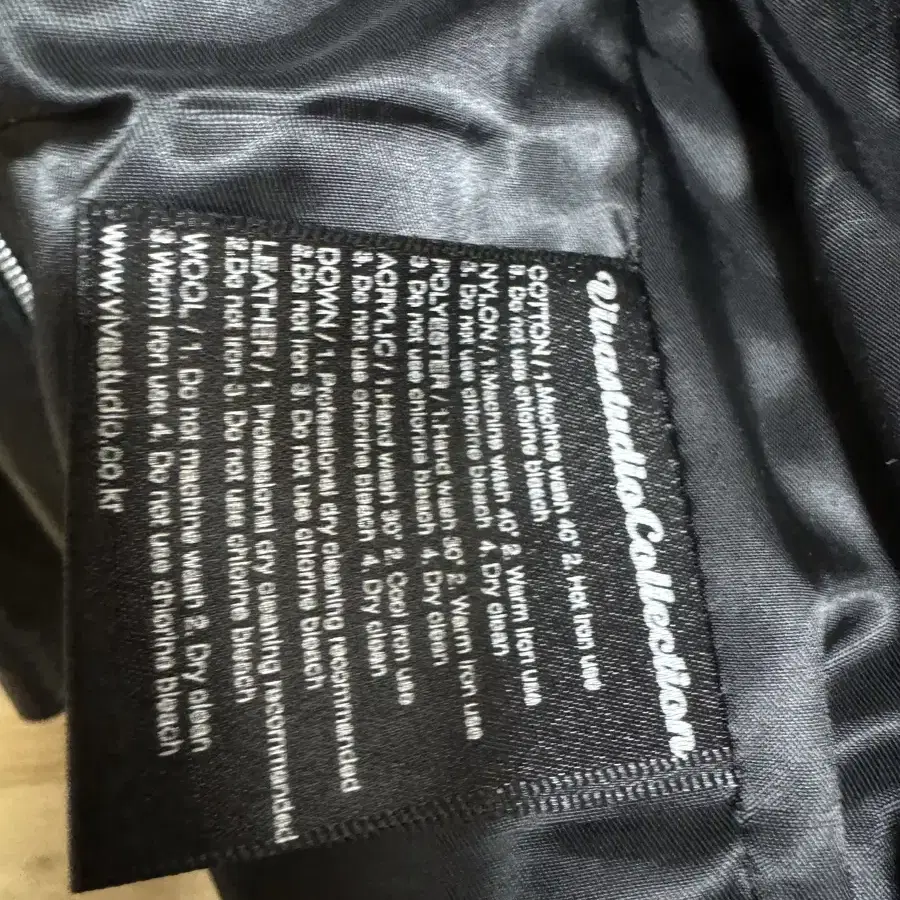 VivastudioCollection
COTTON / 1. Machine wash 40° 2. Hot iron use
3. Do not use chlorine bleach
NYLON / 1. Machine wash 40° 2. Warm iron use
3. Do not use chlorine bleach 4. Dry clean
POLYESTER / 1. Hand wash 30° 2. Warm iron use
3. Do not use chlorine bleach 4. Dry clean
ACRYLIC / 1. Hand wash 30° 2. Cool iron use
3. Do not use chlorine bleach 4. Dry clean
DOWN / 1. Professional dry cleaning recommanded
2. Do not iron 3. Do not use chlorine bleach
LEATHER / 1. Professional dry cleaning recommanded
2. Do not iron 3. Do not use chlorine bleach
WOOL / 1. Do not machine wash 2. Dry clean
3. Warm iron use 4. Do not use chlorine bleach
www.vivastudio.co.kr